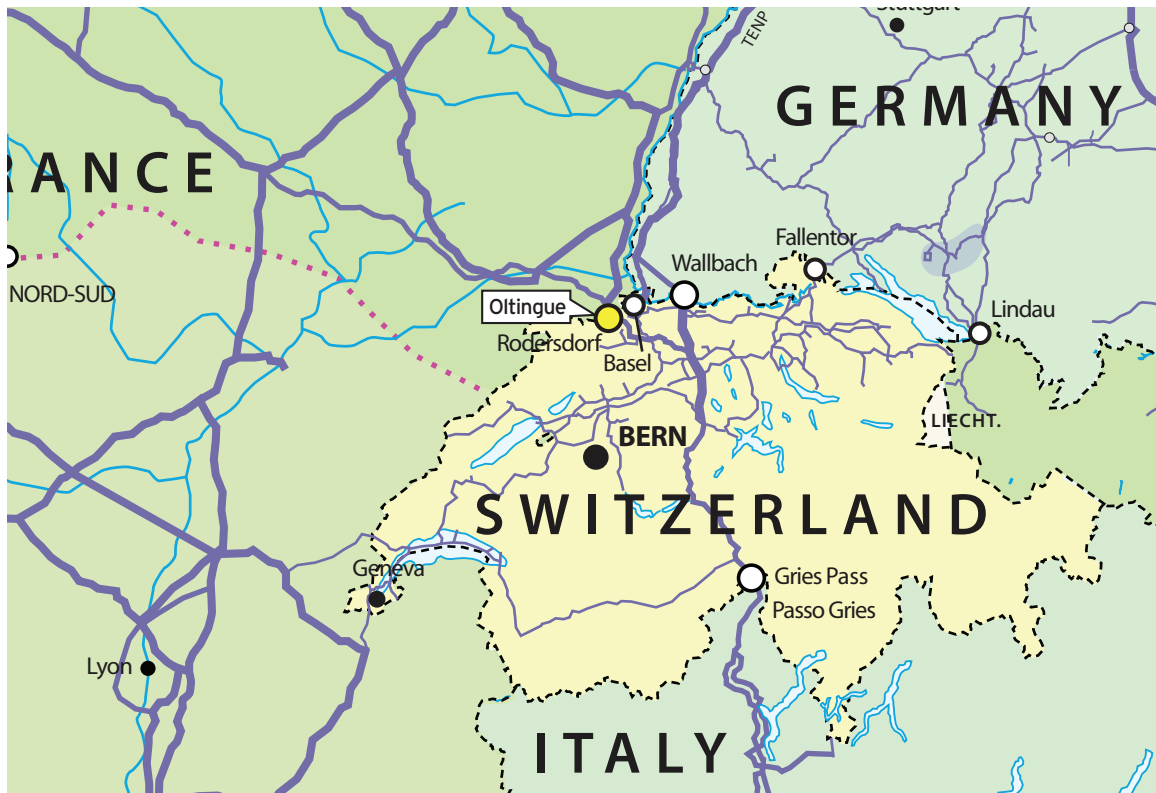 Stuttgart
TENP
GERMANY
RANCE
Fallentor
Wallbach
NORD-SUD
Oltingue
Lindau
Rodersdorf
Basel
LIECHT.
BERN
SWITZERLAND
Geneva
Gries Pass
Passo Gries
Lyon
ITALY